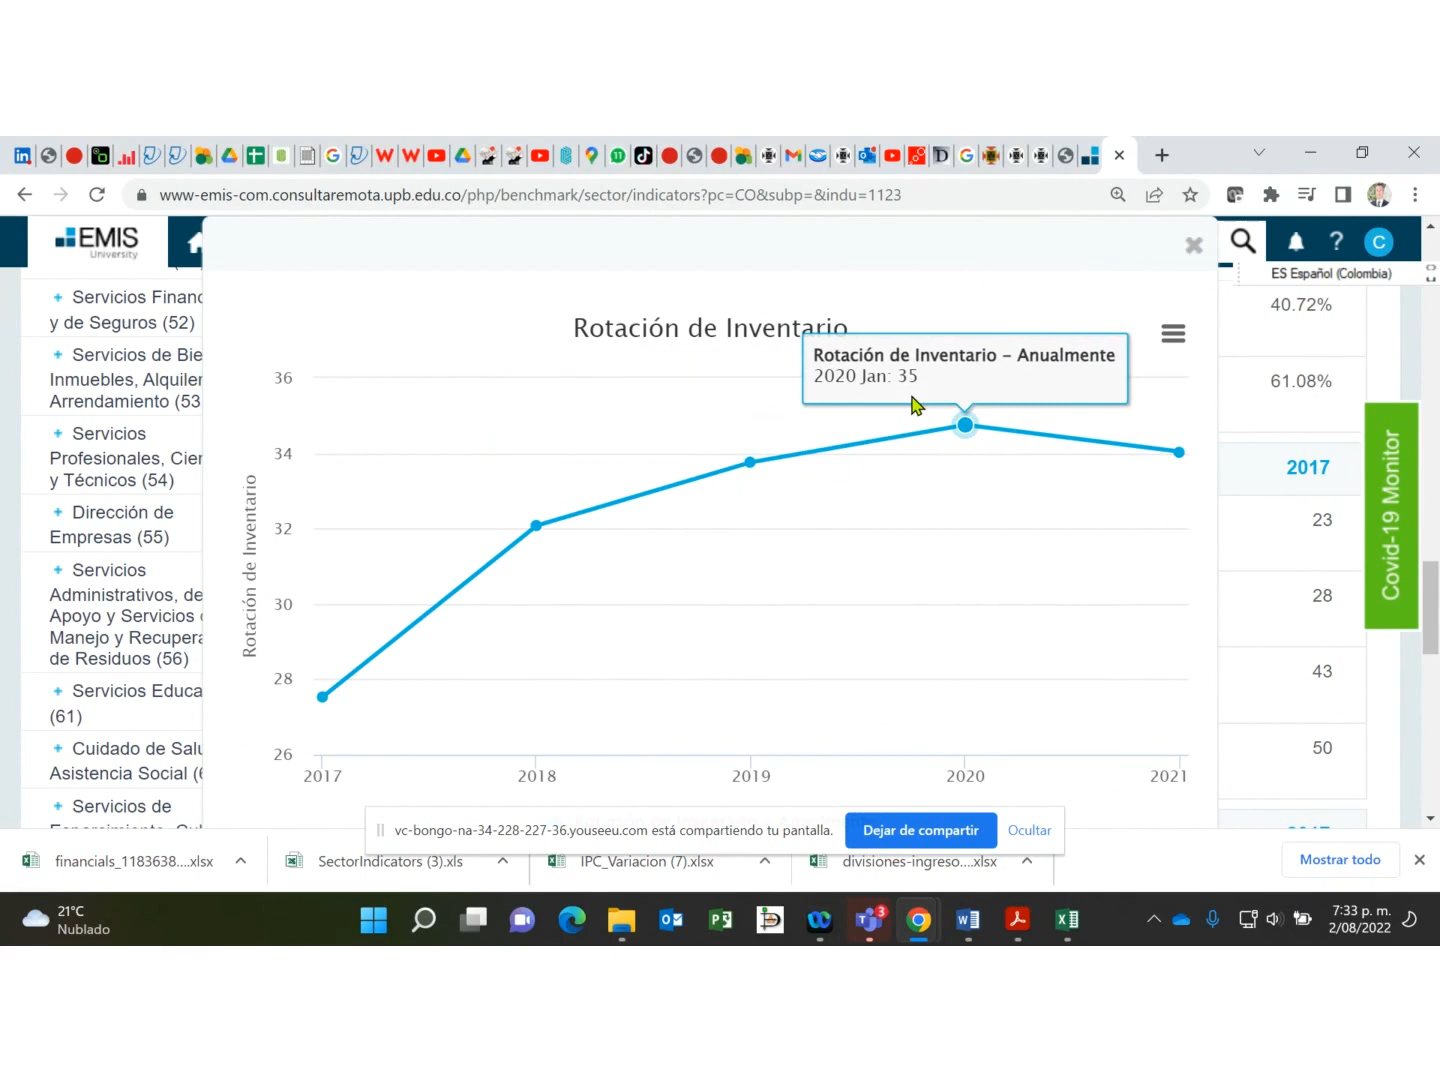 www-emis-com.consultaremota.upb.edu.co/php/benchmark/sector/indicators?pc=CO&subp=&indu=1123
EMIS
University
C
ES Español (Colombia)
+ Servicios Financ
y de Seguros (52)
+ Servicios de Bie
Inmuebles, Alquiler
Arrendamiento (53
+ Servicios
Profesionales, Cier
y Técnicos (54)
+ Dirección de
Empresas (55)
+ Servicios
Administrativos, de
Apoyo y Servicios
Manejo y Recupera
de Residuos (56)
+ Servicios Educa
(61)
+ Cuidado de Salu
Asistencia Social (
+ Servicios de
Rotación de Inventario
Rotación de Inventario – Anualmente
2020 Jan: 35
Rotación de Inventario
36
34
32
30
28
26
2017
2018
2019
2020
2021
40.72%
61.08%
2017
23
28
43
50
Covid-19 Monitor
vc-bongo-na-34-228-227-36.youseeu.com está compartiendo tu pantalla.
Dejar de compartir
Ocultar
financials_1183638....xlsx
SectorIndicators (3).xls
IPC_Variacion (7).xlsx
divisiones-ingreso....xlsx
Mostrar todo
21°C
Nublado
3
7:33 p. m.
2/08/2022